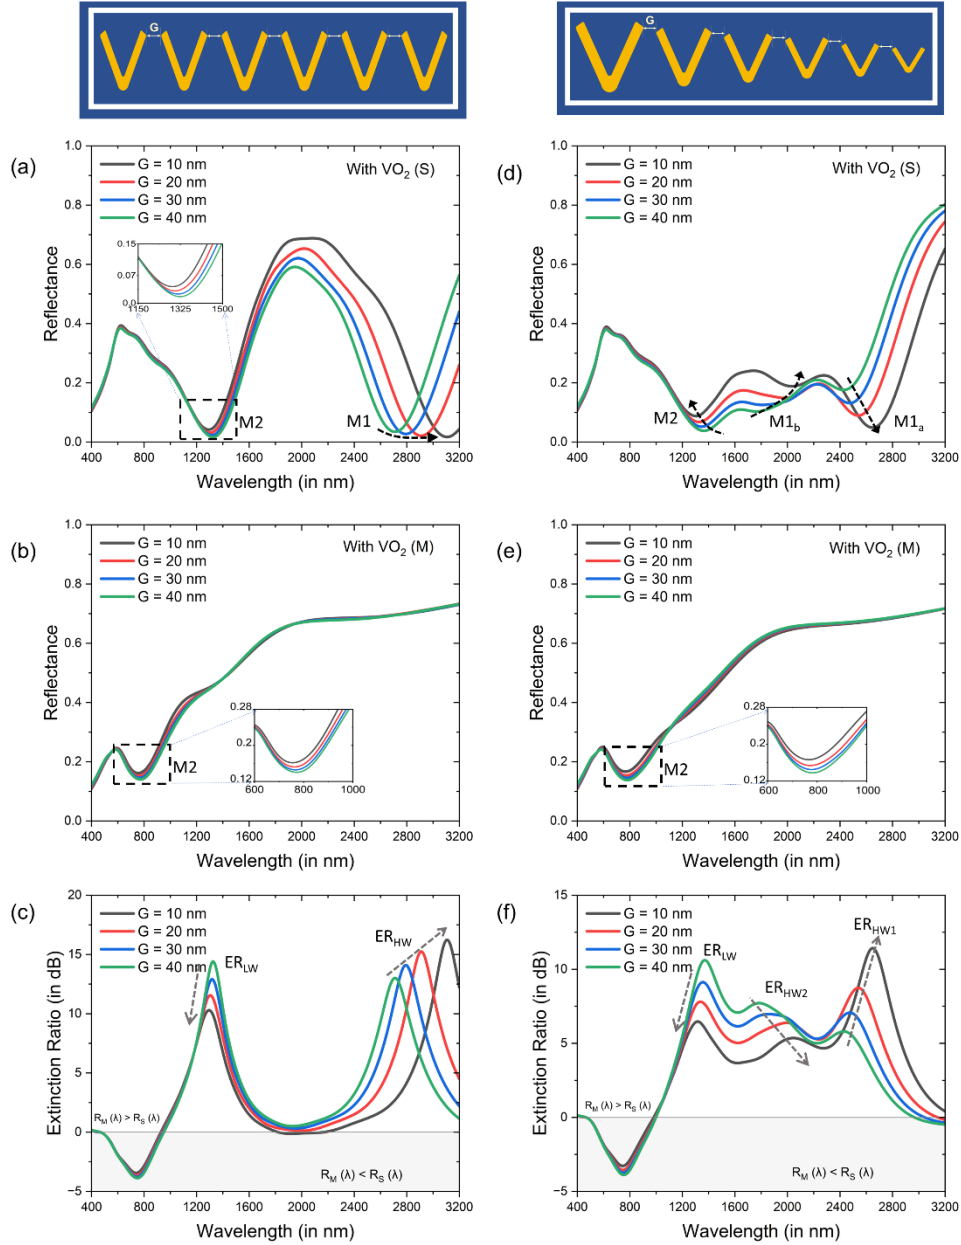 G
G
(a)
1.0
0.8
0.6
0.4
0.2
0.0
Reflectance
G = 10 nm
G = 20 nm
G = 30 nm
G = 40 nm
With VO2 (S)
0.15
0.07
0.00
1150 1325 1500
M2
M1
400 800 1200 1600 2000 2400 2800 3200
Wavelength (in nm)
(d)
1.0
0.8
0.6
0.4
0.2
0.0
Reflectance
G = 10 nm
G = 20 nm
G = 30 nm
G = 40 nm
With VO2 (S)
M2
M1b
M1a
400 800 1200 1600 2000 2400 2800 3200
Wavelength (in nm)
(b)
1.0
0.8
0.6
0.4
0.2
0.0
Reflectance
G = 10 nm
G = 20 nm
G = 30 nm
G = 40 nm
With VO2 (M)
0.28
0.2
0.12
600 800 1000
M2
400 800 1200 1600 2000 2400 2800 3200
Wavelength (in nm)
(e)
1.0
0.8
0.6
0.4
0.2
0.0
Reflectance
G = 10 nm
G = 20 nm
G = 30 nm
G = 40 nm
With VO2 (M)
0.28
0.2
0.12
600 800 1000
M2
400 800 1200 1600 2000 2400 2800 3200
Wavelength (in nm)
(c)
20
15
10
5
0
−5
Extinction Ratio (in dB)
G = 10 nm
G = 20 nm
G = 30 nm
G = 40 nm
ERLW
ERHW
RM (λ) > RS (λ)
RM (λ) < RS (λ)
400 800 1200 1600 2000 2400 2800 3200
Wavelength (in nm)
(f)
15
10
5
0
−5
Extinction Ratio (in dB)
G = 10 nm
G = 20 nm
G = 30 nm
G = 40 nm
ERLW
ERHW2
ERHW1
RM (λ) > RS (λ)
RM (λ) < RS (λ)
400 800 1200 1600 2000 2400 2800 3200
Wavelength (in nm)